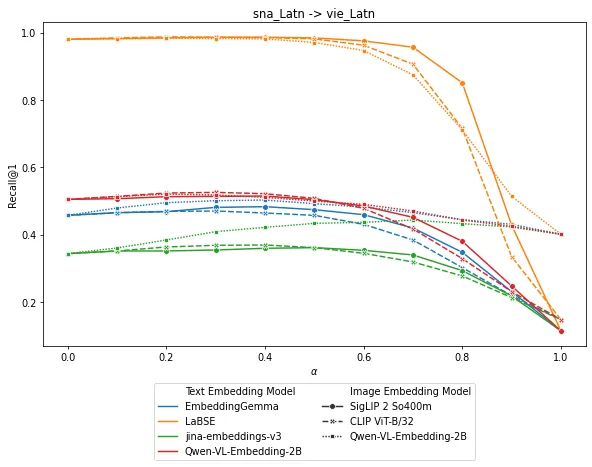 sna_Latn -> vie_Latn
1.0
0.8
0.6
0.4
0.2
Recall@1
0.0 0.2 0.4 0.6 0.8 1.0
α
Text Embedding Model Image Embedding Model
EmbeddingGemma SigLIP 2 So400m
LaBSE CLIP ViT-B/32
jina-embeddings-v3 Qwen-VL-Embedding-2B
Qwen-VL-Embedding-2B